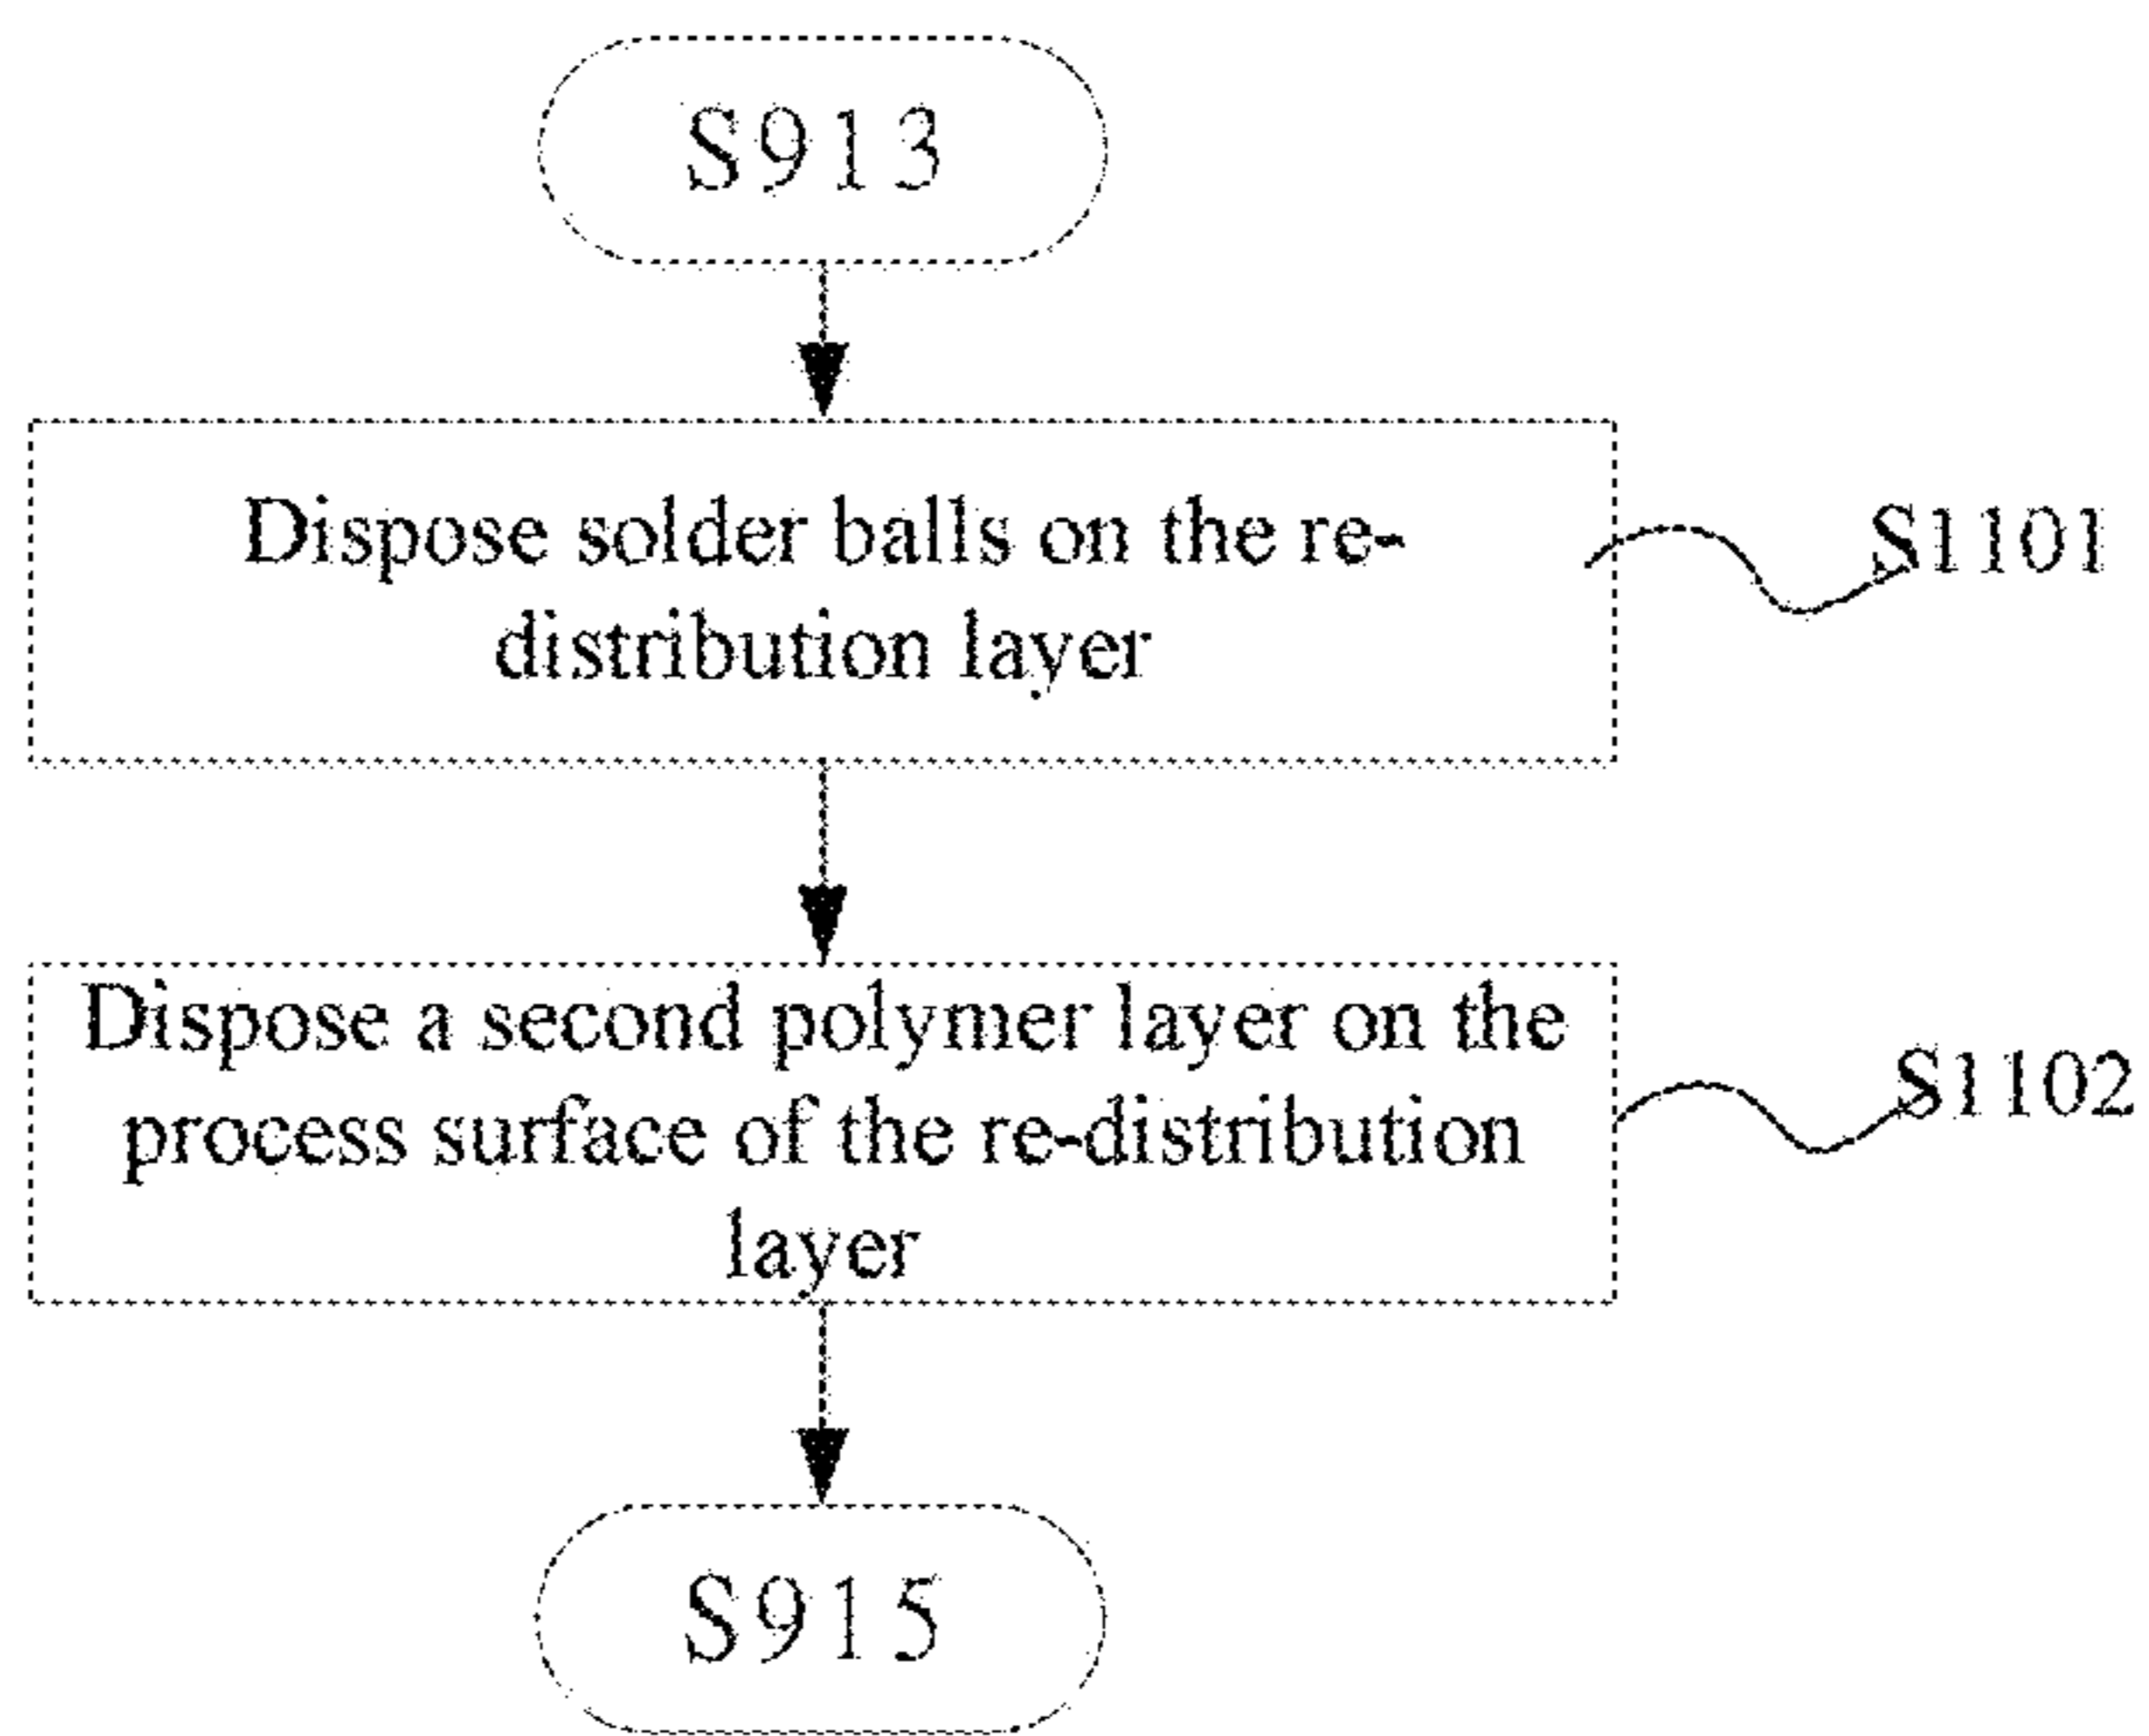 S913
Dispose solder balls on the re-
distribution layer
S1101
Dispose a second polymer layer on the
process surface of the re-distribution
layer
S1102
S915